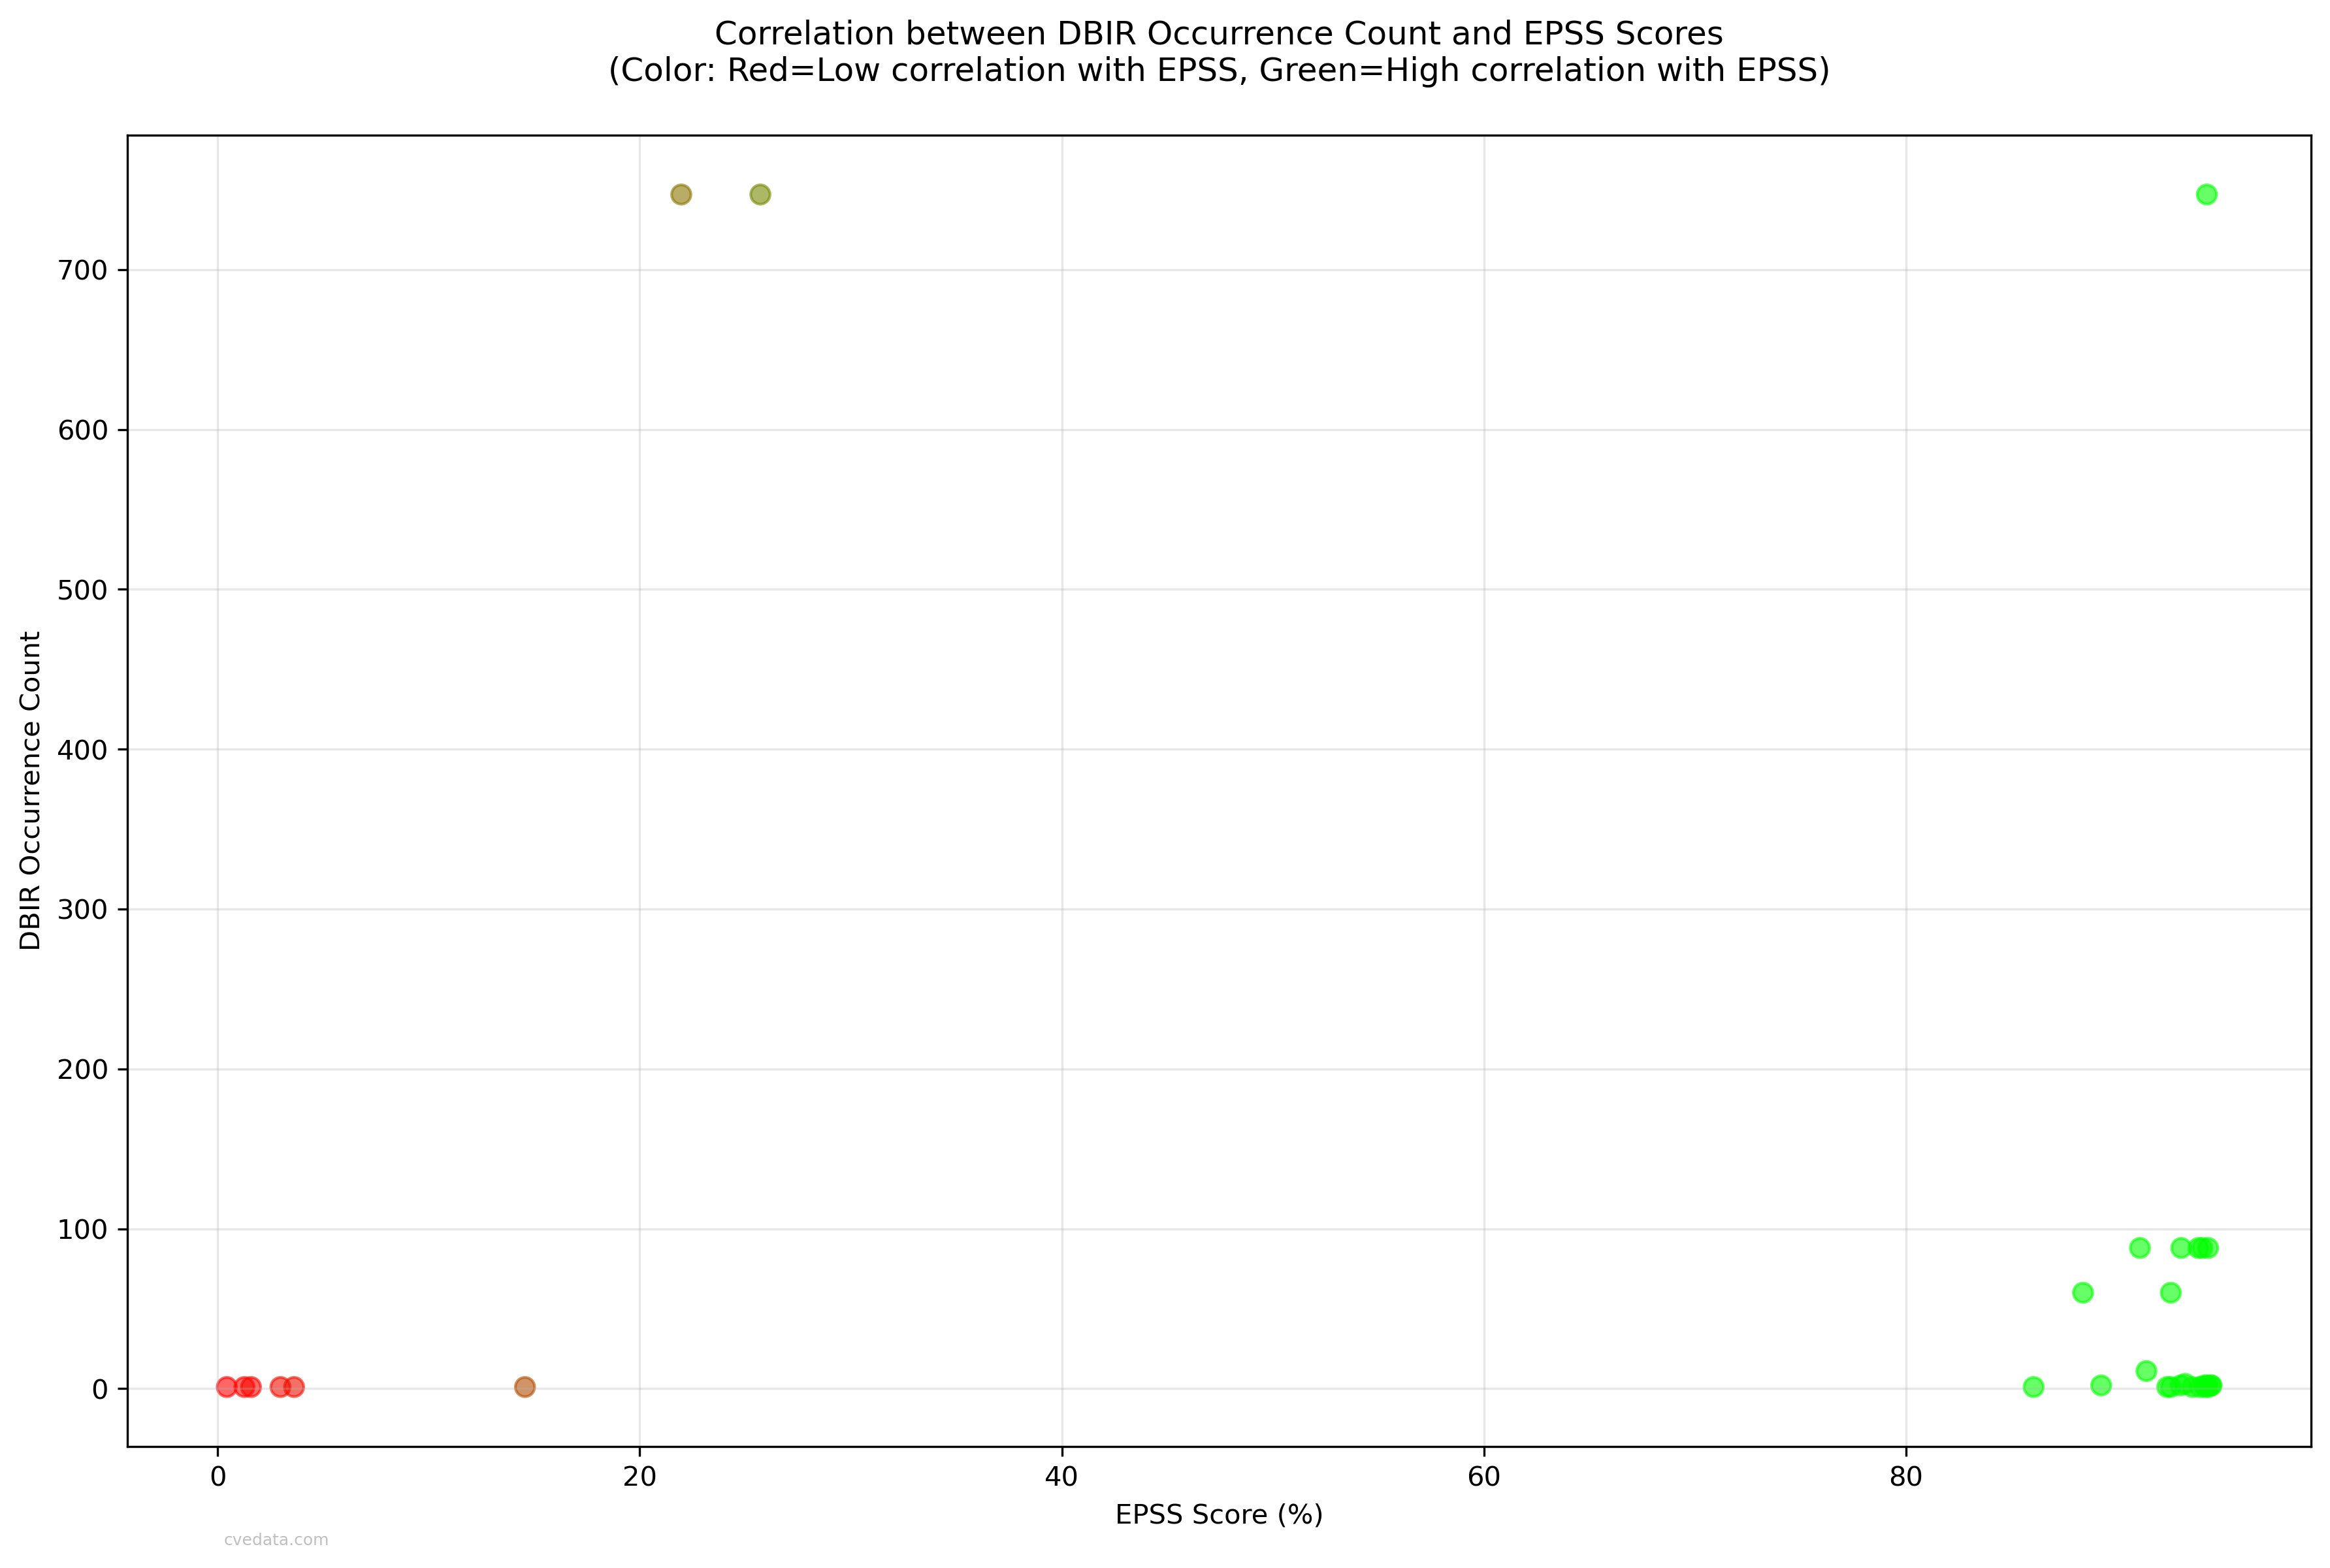 Correlation between DBIR Occurrence Count and EPSS Scores
(Color: Red=Low correlation with EPSS, Green=High correlation with EPSS)
DBIR Occurrence Count
700
600
500
400
300
200
100
0
0 20 40 60 80
EPSS Score (%)
cvedata.com